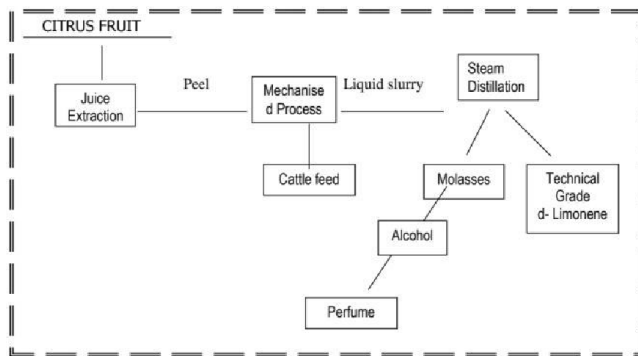 CITRUS FRUIT
Juice
Extraction
Peel
Mechanise
d Process
Liquid slurry
Steam
Distillation
Cattle feed
Molasses
Technical
Grade
d- Limonene
Alcohol
Perfume